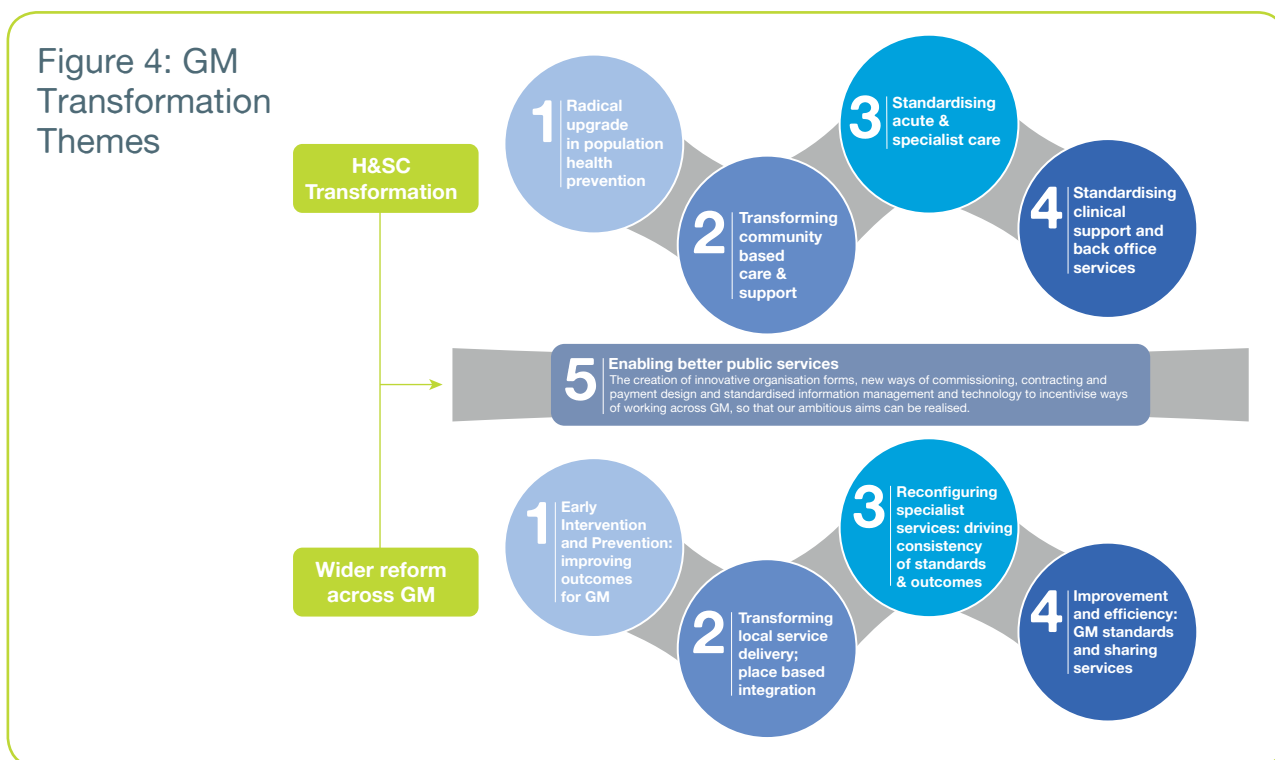 Figure 4: GM
Transformation
Themes
H&SC
Transformation
1
Radical
upgrade
in population
health
prevention
2
Transforming
community
based
care &
support
3
Standardising
acute &
specialist care
4
Standardising
clinical
support and
back office
services
5
Enabling better public services
The creation of innovative organisation forms, new ways of commissioning, contracting and
payment design and standardised information management and technology to incentivise ways
of working across GM, so that our ambitious aims can be realised.
Wider reform
across GM
1
Early
Intervention
and Prevention:
improving
outcomes
for GM
2
Transforming
local service
delivery;
place based
integration
3
Reconfiguring
specialist
services: driving
consistency
of standards
& outcomes
4
Improvement
and efficiency:
GM standards
and sharing
services